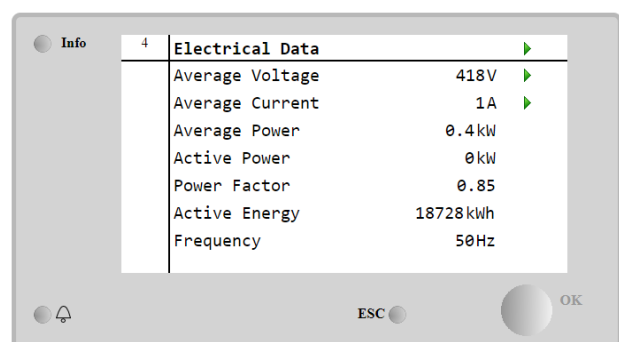 Info
4 Electrical Data
Average Voltage 418V
Average Current 1A
Average Power 0.4kW
Active Power 0kW
Power Factor 0.85
Active Energy 18728kWh
Frequency 50Hz
ESC
OK